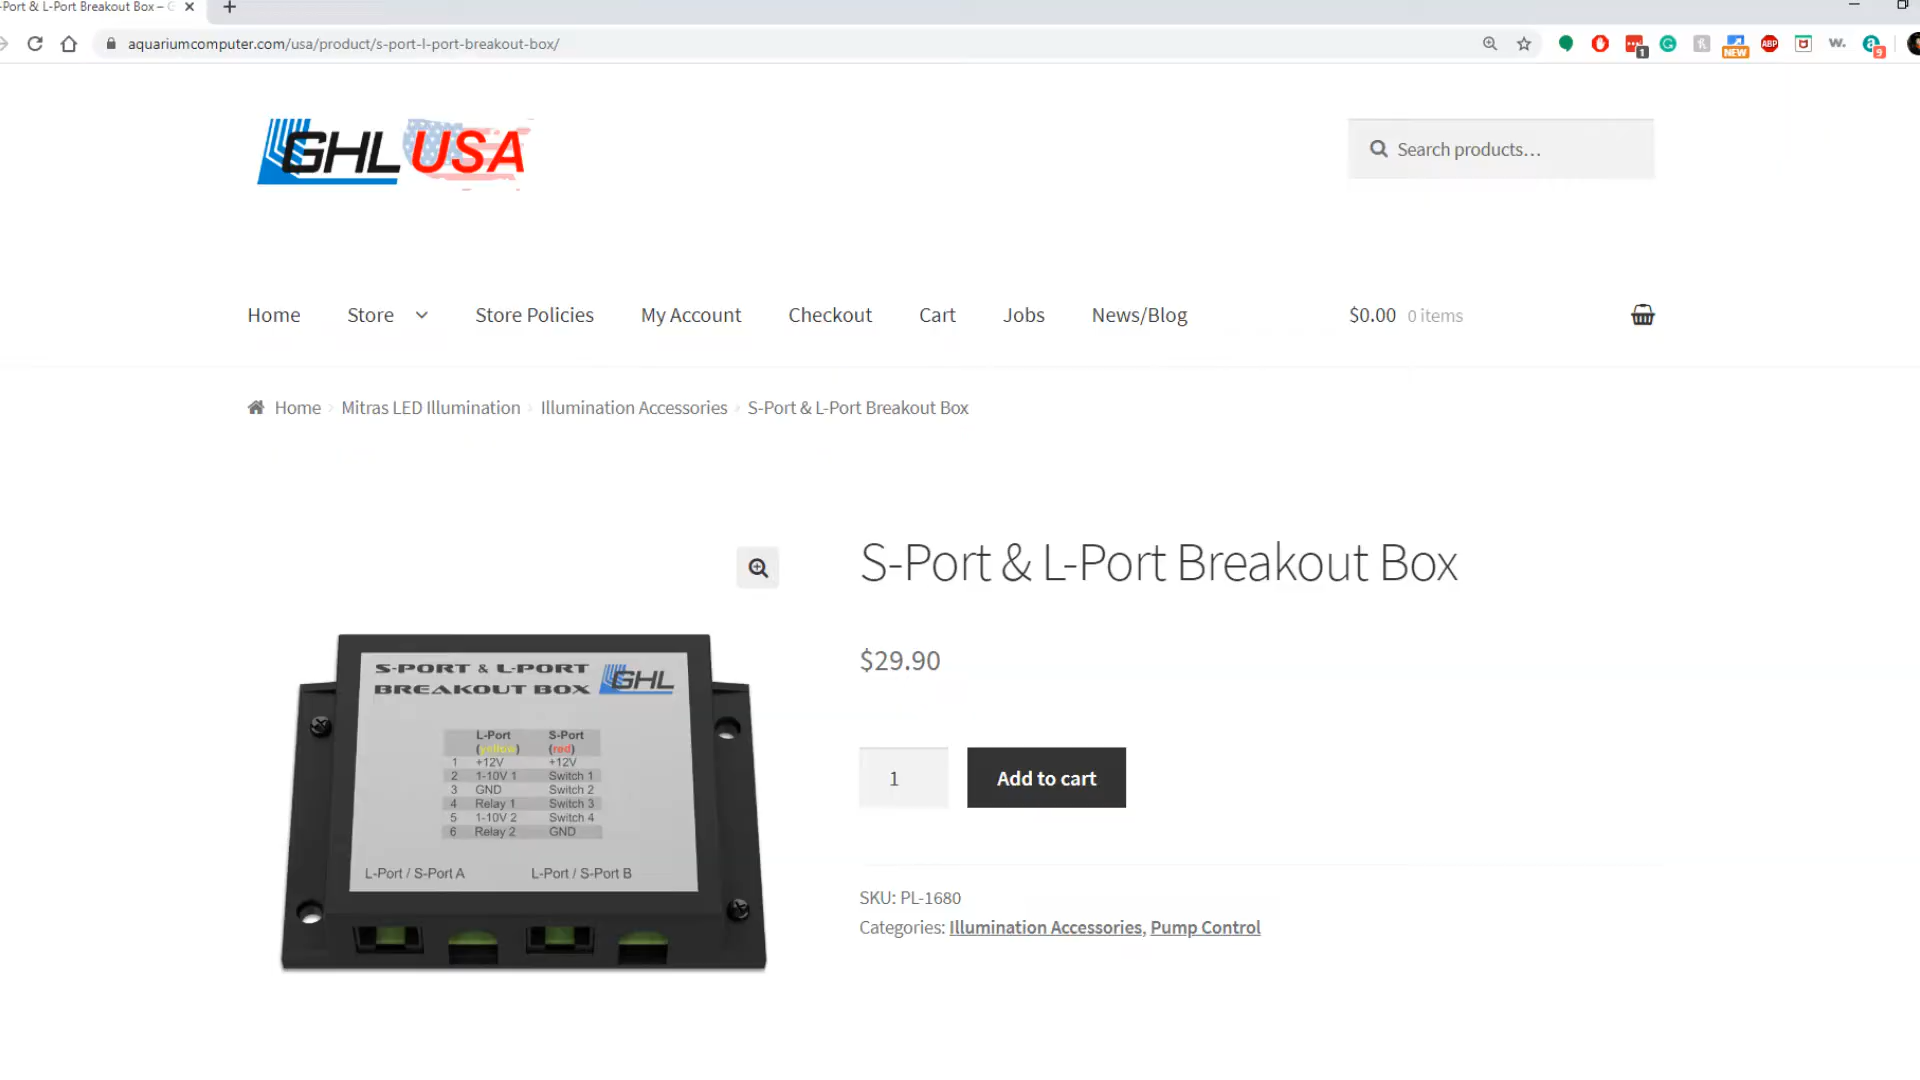 -Port & L-Port Breakout Box –
aquariumcomputer.com/usa/product/s-port-l-port-breakout-box/
1
NEW
ABP
w.
a
9
GHL USA
Search products…
Home
Store
Store Policies
My Account
Checkout
Cart
Jobs
News/Blog
$0.00 0 items
Home
Mitras LED Illumination
Illumination Accessories
S-Port & L-Port Breakout Box
S-Port & L-Port Breakout Box
$29.90
1
Add to cart
SKU: PL-1680
Categories: Illumination Accessories, Pump Control
S-PORT & L-PORT
BREAKOUT BOX
GHL
L-Port S-Port
(yellow) (red)
1 +12V +12V
2 1-10V 1 Switch 1
3 GND Switch 2
4 Relay 1 Switch 3
5 1-10V 2 Switch 4
6 Relay 2 GND
L-Port / S-Port A
L-Port / S-Port B